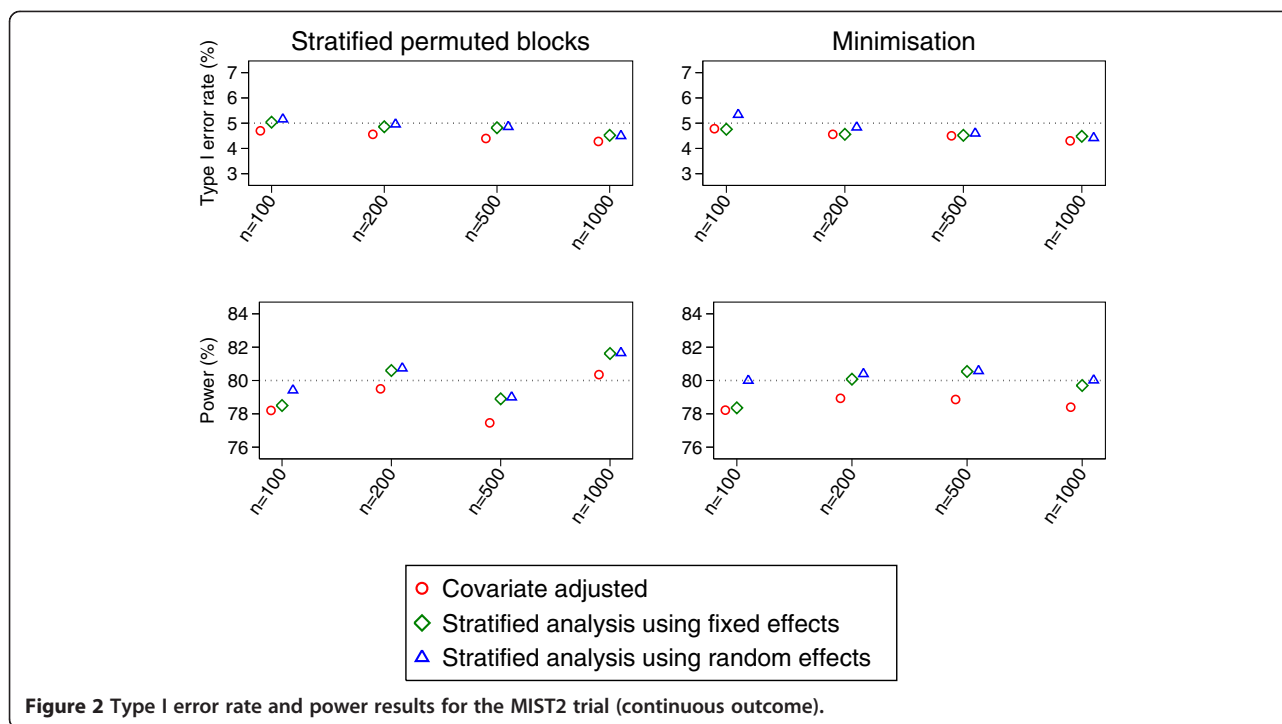 Stratified permuted blocks
Minimisation
Type I error rate (%)
7
6
5
4
3
n=100
n=200
n=500
n=1000
7
6
5
4
3
n=100
n=200
n=500
n=1000
Power (%)
84
82
80
78
76
n=100
n=200
n=500
n=1000
84
82
80
78
76
n=100
n=200
n=500
n=1000
Covariate adjusted
Stratified analysis using fixed effects
Stratified analysis using random effects
Figure 2 Type I error rate and power results for the MIST2 trial (continuous outcome).